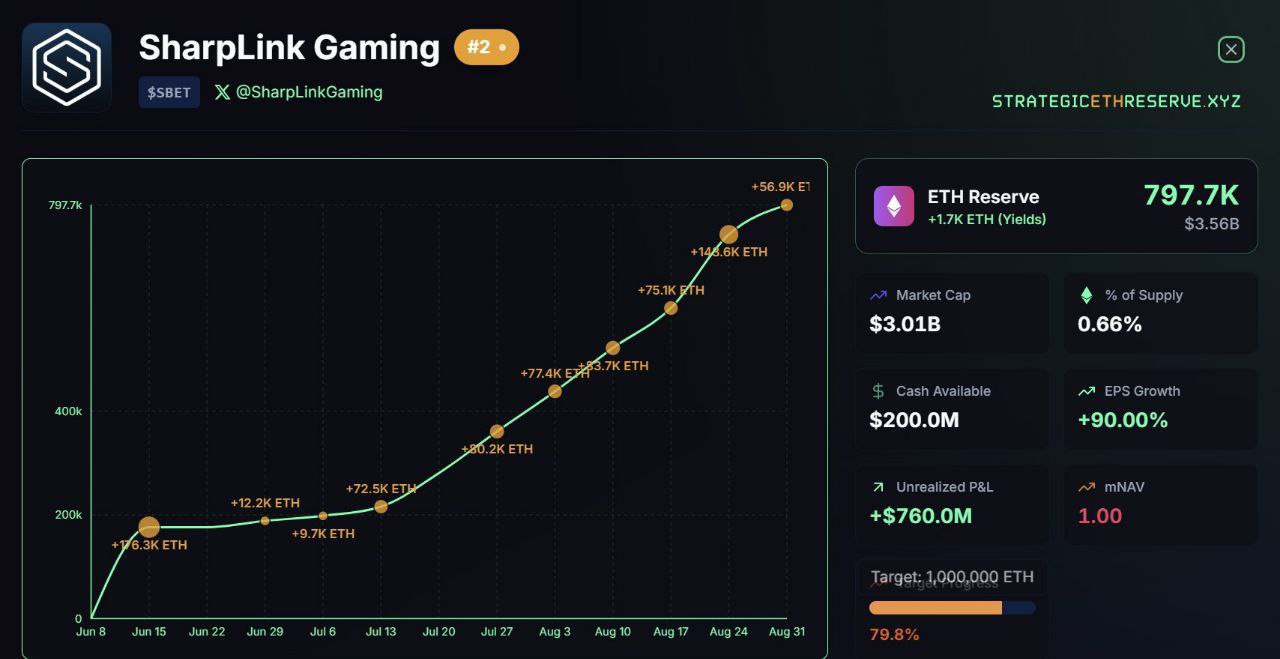 SharpLink Gaming #2
$SBET @SharpLinkGaming
STRATEGICETHRESERVE.XYZ
797.7k
400k
200k
0
+176.3K ETH
+12.2K ETH
+9.7K ETH
+72.5K ETH
+80.2K ETH
+77.4K ETH
+83.7K ETH
+75.1K ETH
+143.6K ETH
+56.9K ET
Jun 8 Jun 15 Jun 22 Jun 29 Jul 6 Jul 13 Jul 20 Jul 27 Aug 3 Aug 10 Aug 17 Aug 24 Aug 31
ETH Reserve 797.7K
+1.7K ETH (Yields) $3.56B
Market Cap
$3.01B
% of Supply
0.66%
Cash Available
$200.0M
EPS Growth
+90.00%
Unrealized P&L
+$760.0M
mNAV
1.00
Target: 1,000,000 ETH
Target Progress
79.8%